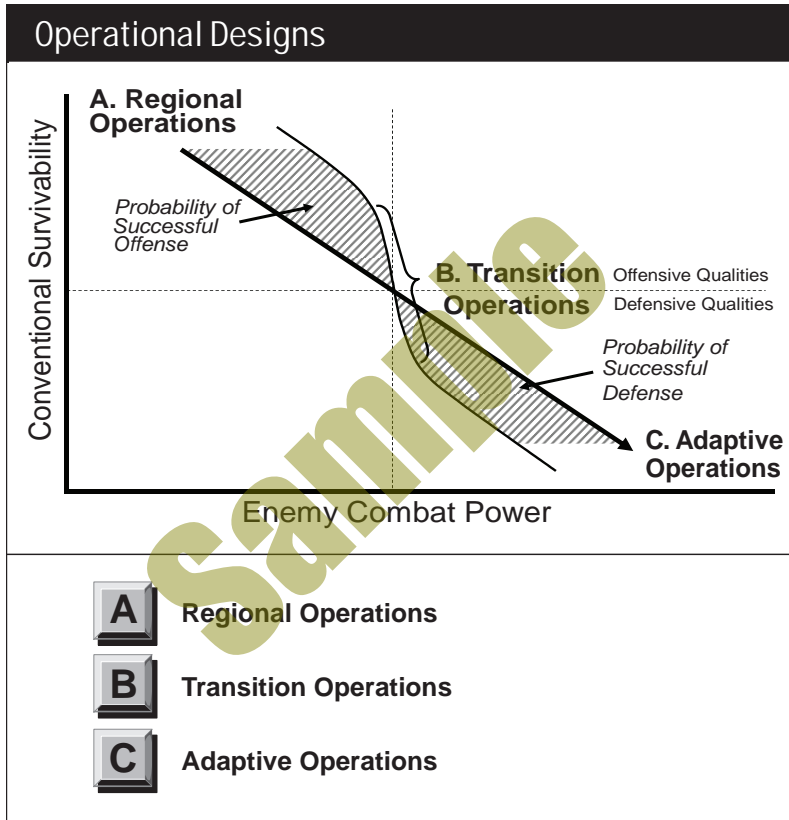 Operational Designs
A. Regional
Operations
Conventional Survivability
Probability of
Successful
Offense
B. Transition
Operations
Offensive Qualities
Defensive Qualities
Probability of
Successful
Defense
C. Adaptive
Operations
Enemy Combat Power
Sample
A Regional Operations
B Transition Operations
C Adaptive Operations